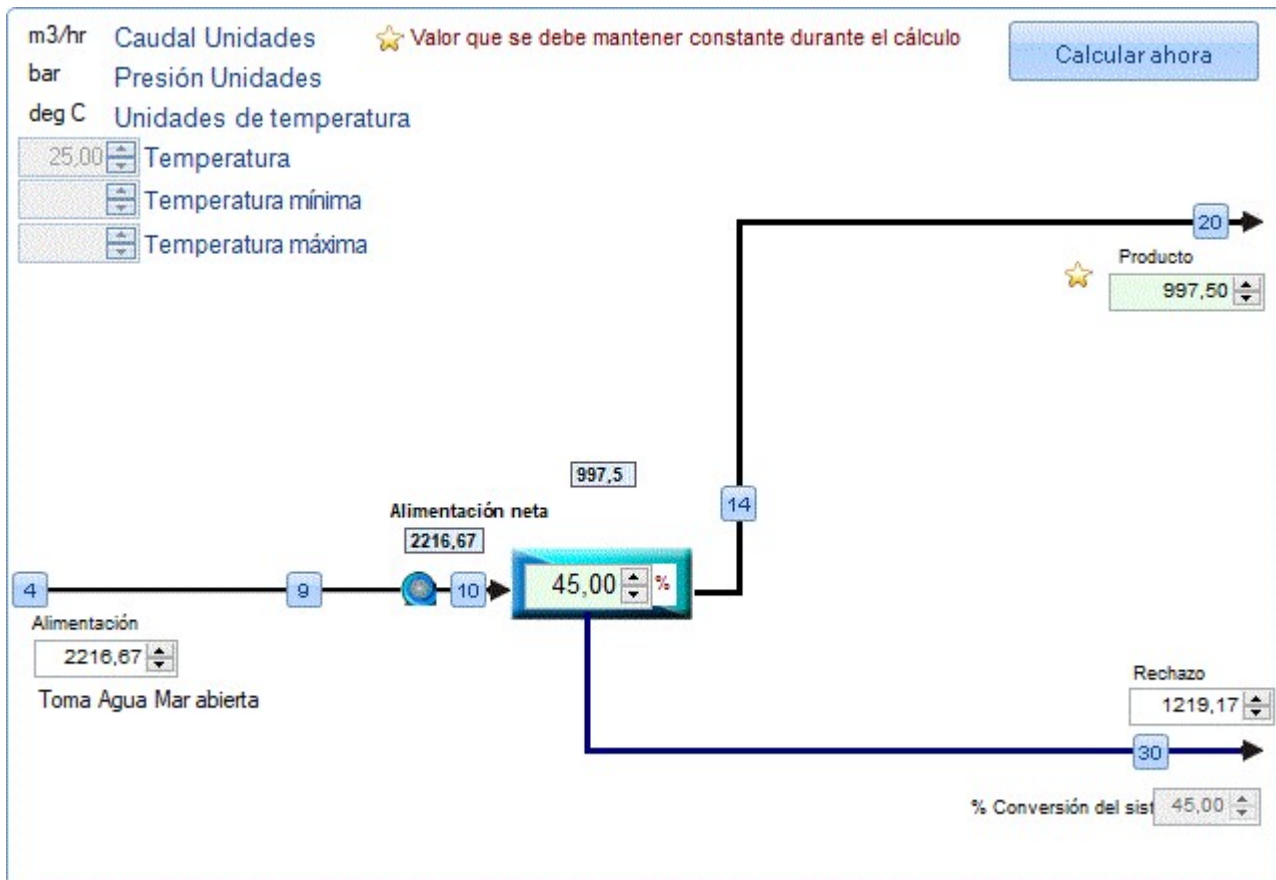 m3/hr Caudal Unidades Valor que se debe mantener constante durante el cálculo
Calcular ahora
bar Presión Unidades
deg C Unidades de temperatura
25,00 Temperatura
Temperatura mínima
Temperatura máxima
20
Producto
997,50
997,5
14
Alimentación neta
2216,67
4 9 10 45,00 %
Alimentación
2216,67
Toma Agua Mar abierta
Rechazo
1219,17
30
% Conversión del sist 45,00